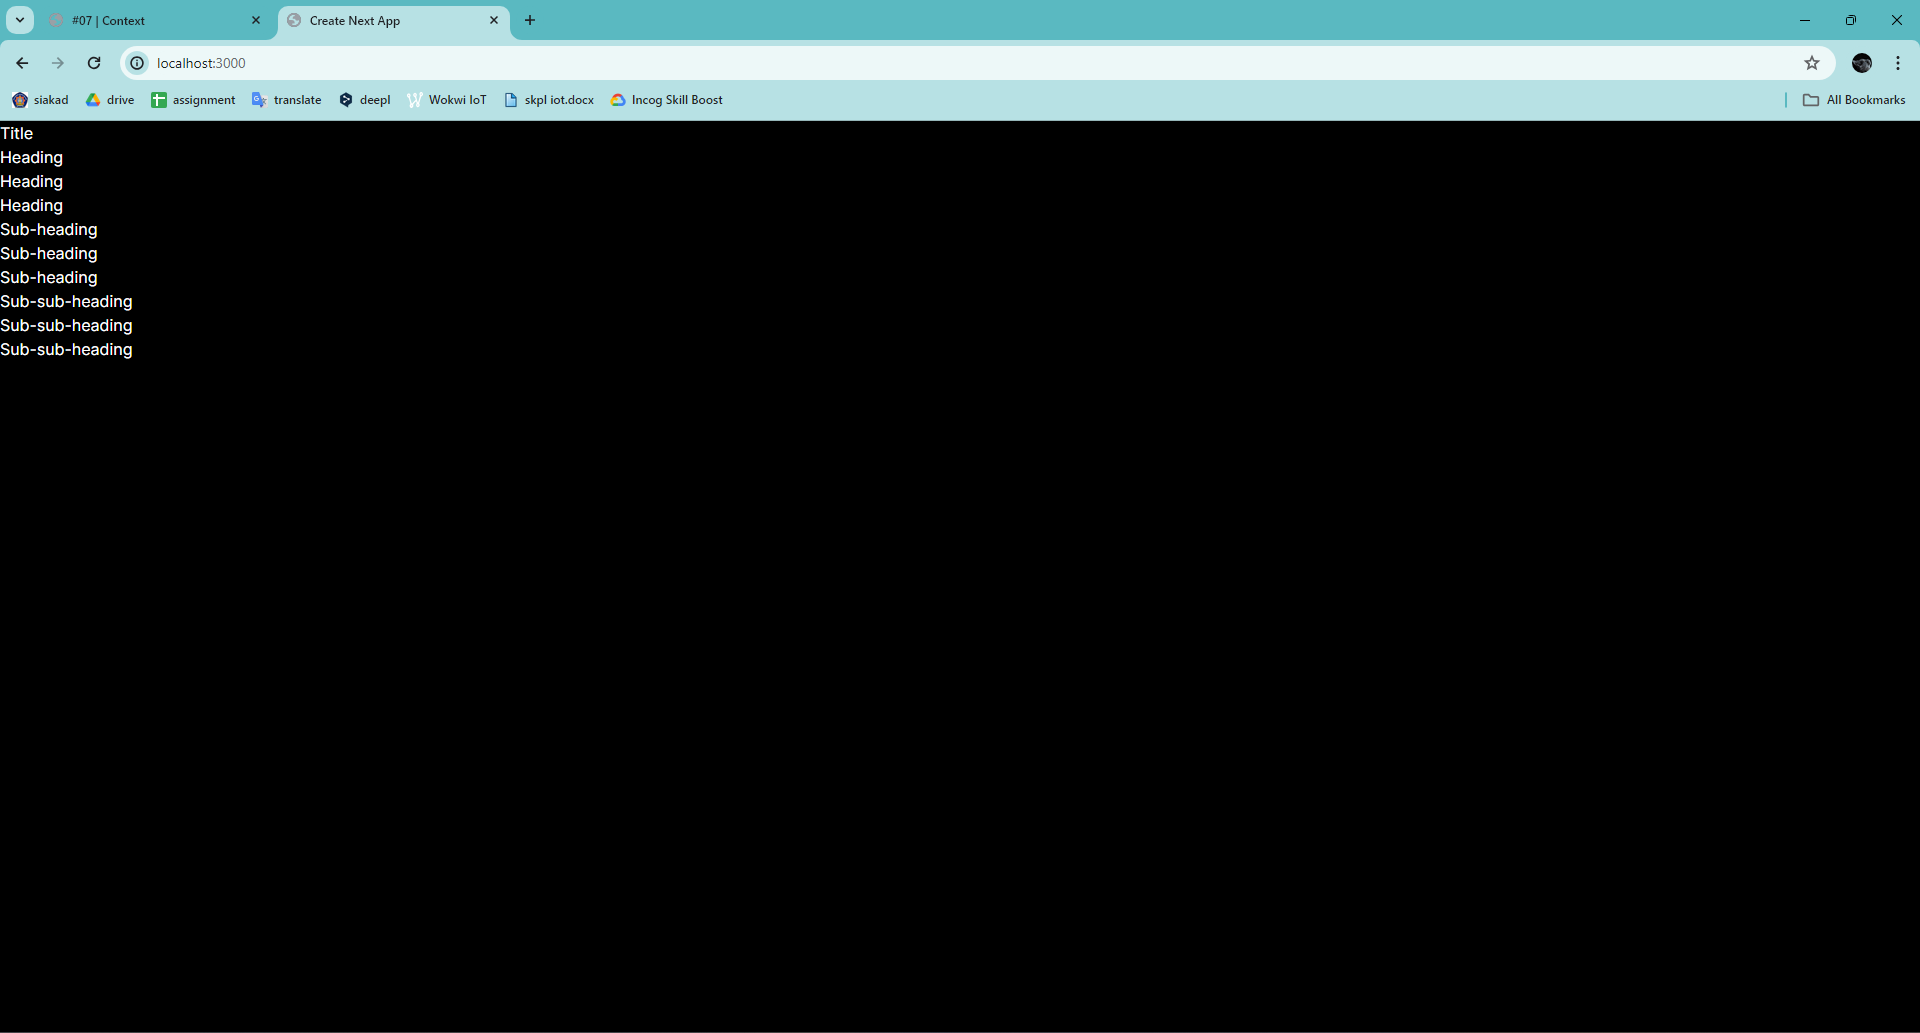 #07 | Context
Create Next App
localhost:3000
siakad drive assignment translate deepl Wokwi IoT skpl iot.docx Incog Skill Boost All Bookmarks
Title
Heading
Heading
Heading
Sub-heading
Sub-heading
Sub-heading
Sub-sub-heading
Sub-sub-heading
Sub-sub-heading